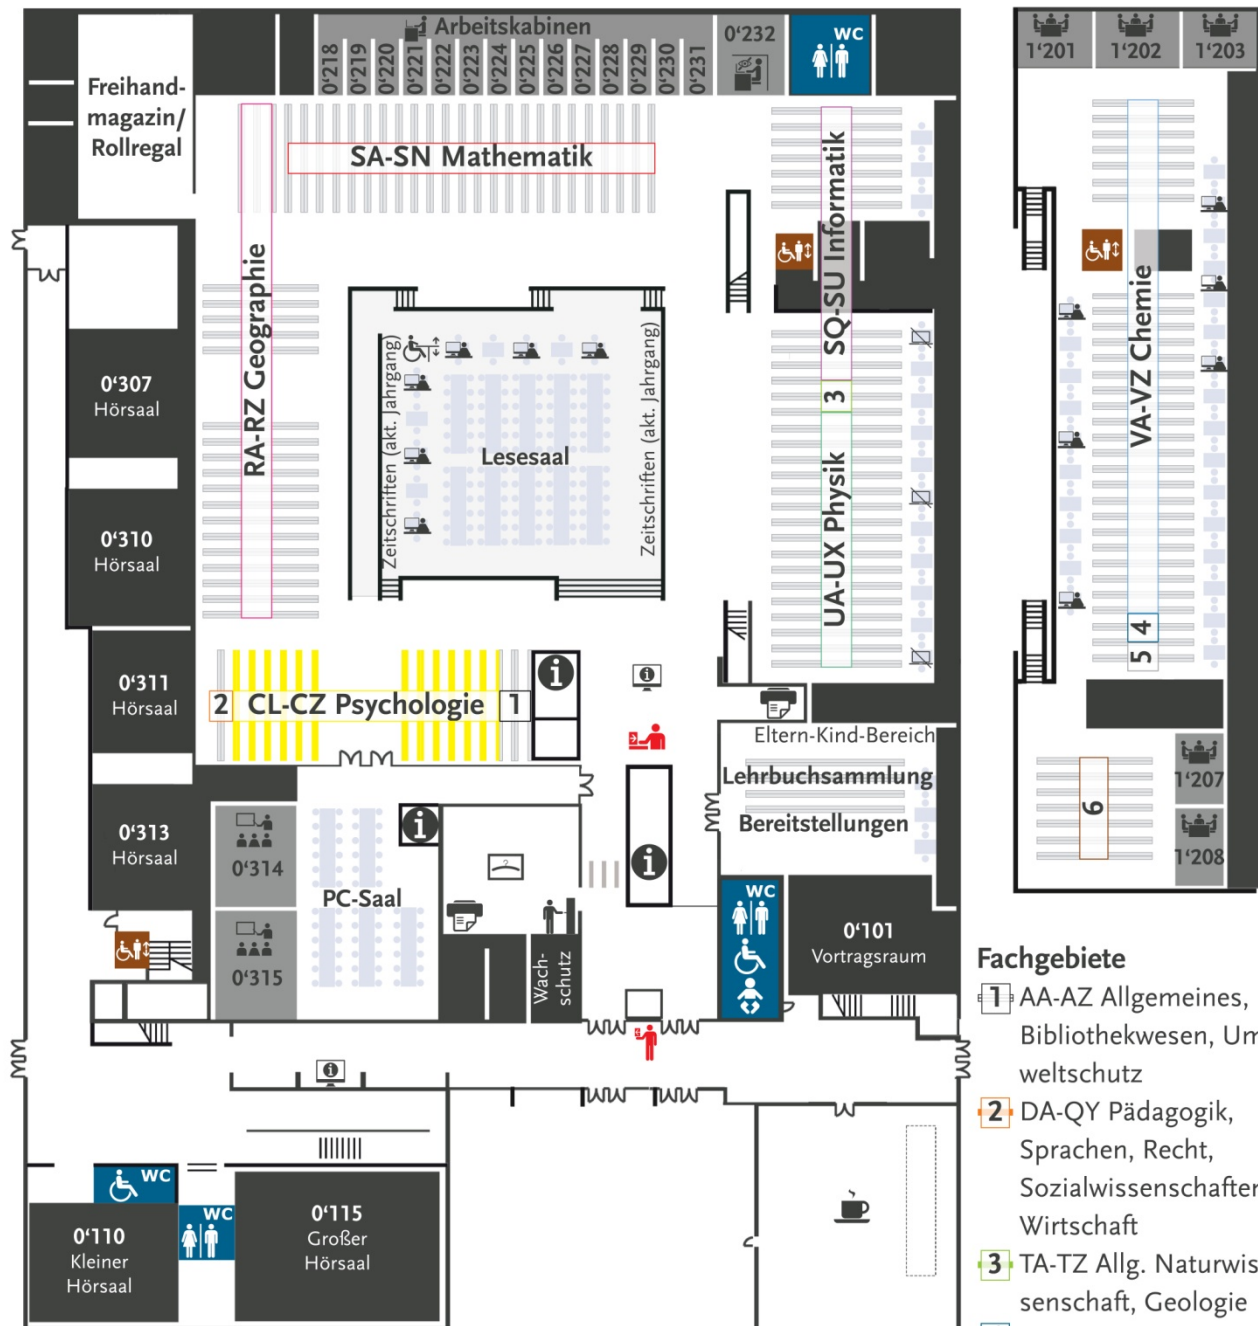 Arbeitskabinen
0‘218
0‘219
0‘220
0‘221
0‘222
0‘223
0‘224
0‘225
0‘226
0‘227
0‘228
0‘229
0‘230
0‘231
0‘232
WC
1‘201
1‘202
1‘203
Freihand-
magazin/
Rollregal
SA-SN Mathematik
SQ-SU Informatik
RA-RZ Geographie
VA-VZ Chemie
0‘307
Hörsaal
Zeitschriften (akt. Jahrgang)
Lesesaal
Zeitschriften (akt. Jahrgang)
3
UA-UX Physik
0‘310
Hörsaal
4
5
0‘311
Hörsaal
2
CL-CZ Psychologie
1
i
i
Eltern-Kind-Bereich
Lehrbuchsammlung
Bereitstellungen
6
1‘207
1‘208
0‘313
Hörsaal
0‘314
PC-Saal
i
i
0‘315
Wach-
schutz
WC
0‘101
Vortragsraum
i
WC
WC
0‘110
Kleiner
Hörsaal
0‘115
Großer
Hörsaal
Fachgebiete
1 AA-AZ Allgemeines,
Bibliothekwesen, Um
weltschutz
2 DA-QY Pädagogik,
Sprachen, Recht,
Sozialwissenschaften
Wirtschaft
3 TA-TZ Allg. Naturwis
senschaft, Geologie